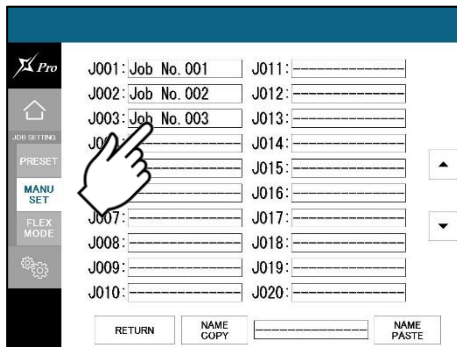 Pro
JOB SETTING
PRESET
MANU
SET
FLEX
MODE
J001: Job No. 001
J002: Job No. 002
J003: Job No. 003
J007: --------------
J008: --------------
J009: --------------
J010: --------------
J011: --------------
J012: --------------
J013: --------------
J014: --------------
J015: --------------
J016: --------------
J017: --------------
J018: --------------
J019: --------------
J020: --------------
RETURN
NAME
COPY
--------------
NAME
PASTE